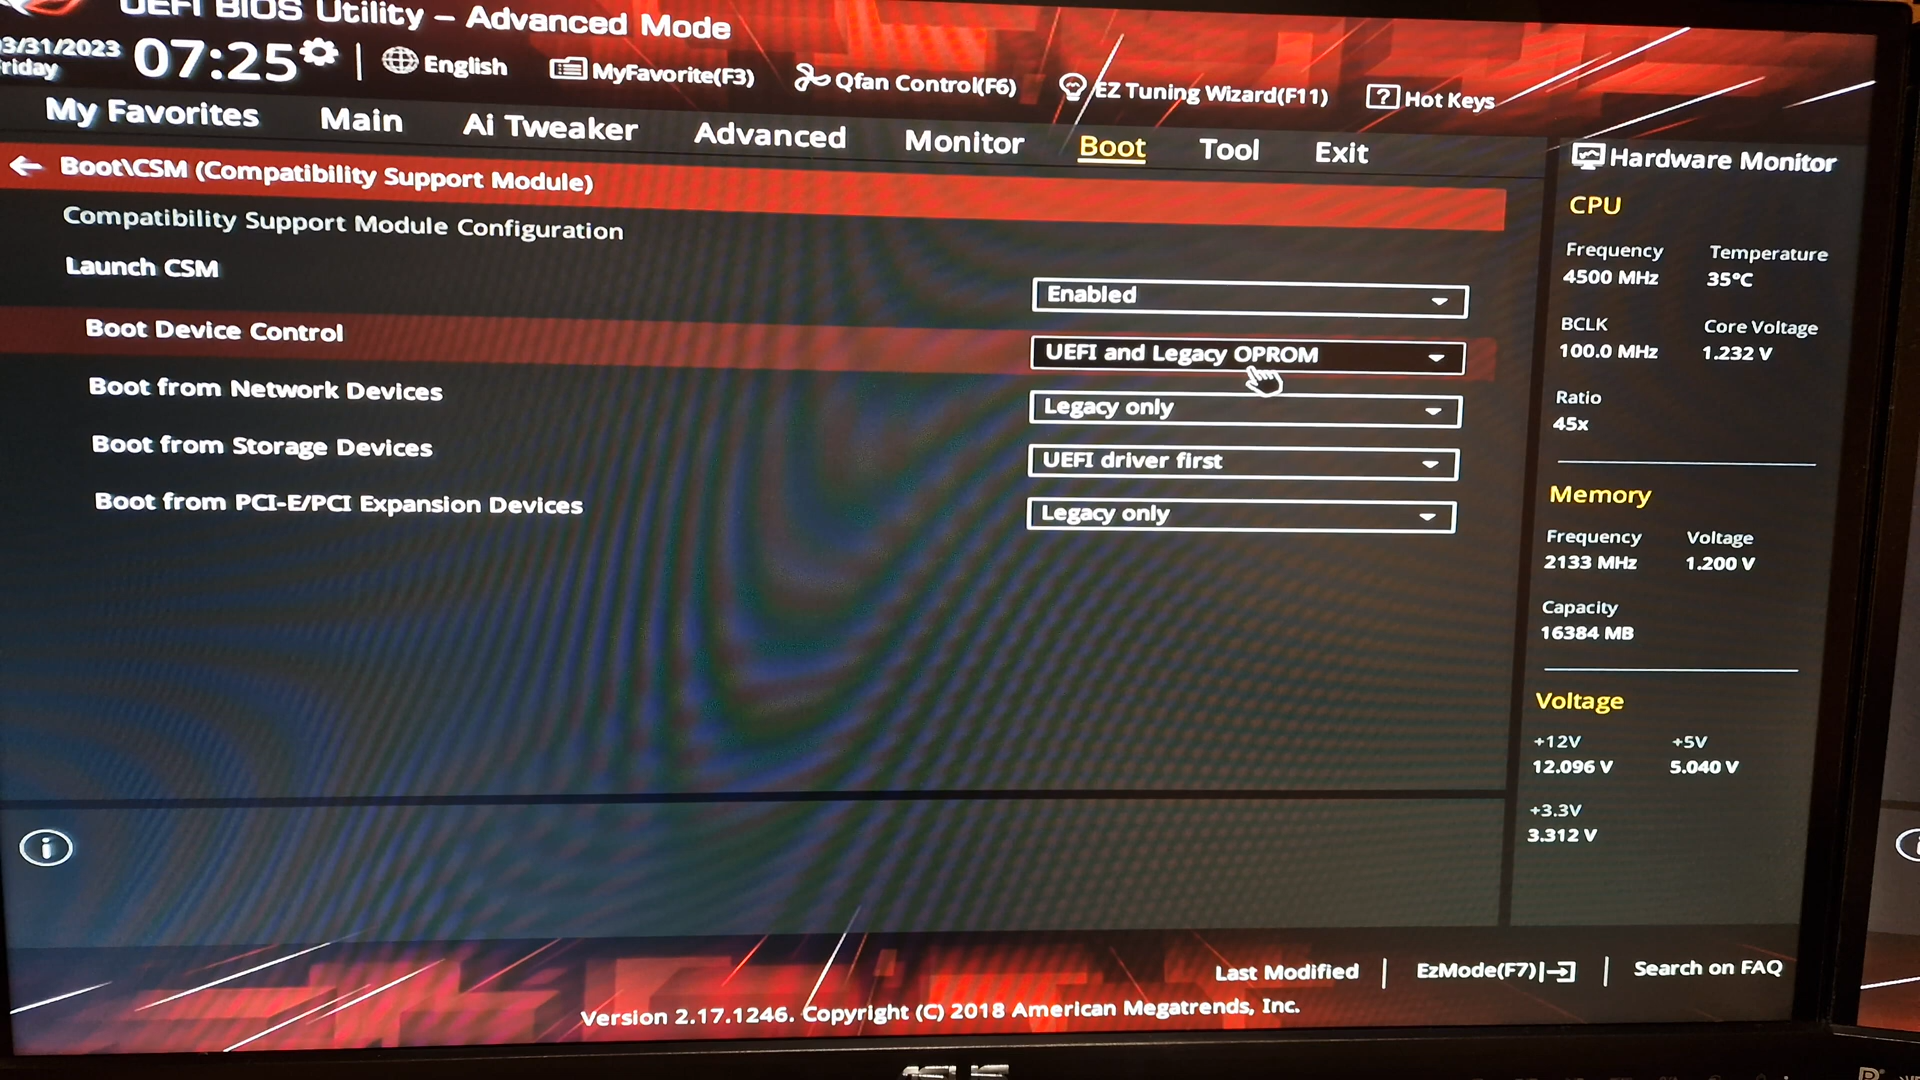 UEFI BIOS Utility – Advanced Mode
3/31/2023
riday
07:25
English
MyFavorite(F3)
Qfan Control(F6)
EZ Tuning Wizard(F11)
? Hot Keys
My Favorites
Main
Ai Tweaker
Advanced
Monitor
Boot
Tool
Exit
Boot\CSM (Compatibility Support Module)
Compatibility Support Module Configuration
Launch CSM
Enabled
Boot Device Control
UEFI and Legacy OPROM
Boot from Network Devices
Legacy only
Boot from Storage Devices
UEFI driver first
Boot from PCI-E/PCI Expansion Devices
Legacy only
Hardware Monitor
CPU
Frequency Temperature
4500 MHz 35°C
BCLK Core Voltage
100.0 MHz 1.232 V
Ratio
45x
Memory
Frequency Voltage
2133 MHz 1.200 V
Capacity
16384 MB
Voltage
+12V +5V
12.096 V 5.040 V
+3.3V
3.312 V
i
Last Modified
EzMode(F7)
Search on FAQ
Version 2.17.1246. Copyright (C) 2018 American Megatrends, Inc.
ASUS